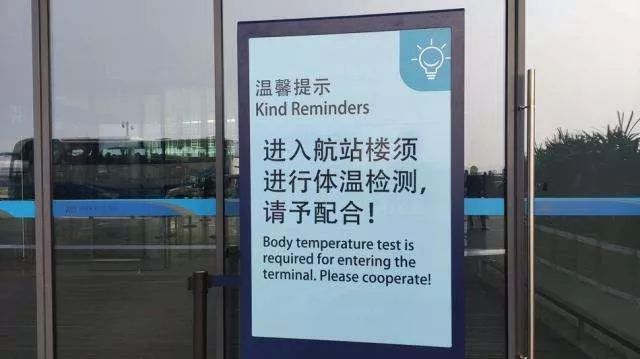 温馨提示
Kind Reminders
进入航站楼须
进行体温检测，
请予配合！
Body temperature test is
required for entering the
terminal. Please cooperate!